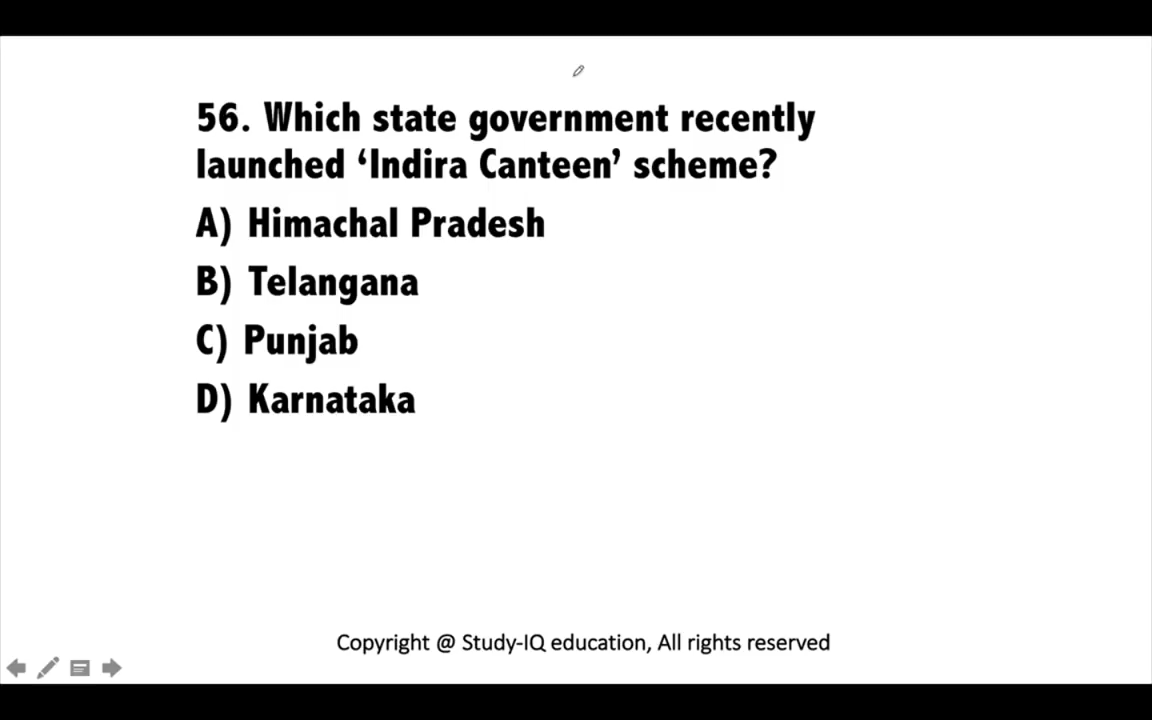 56. Which state government recently
launched ‘Indira Canteen’ scheme?
A) Himachal Pradesh
B) Telangana
C) Punjab
D) Karnataka
Copyright @ Study-IQ education, All rights reserved